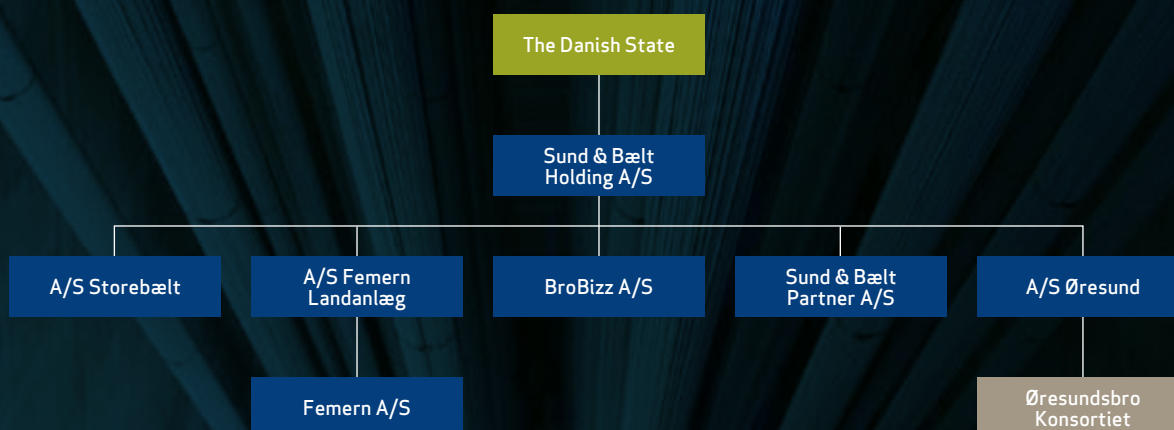 The Danish State
Sund & Bælt
Holding A/S
A/S Storebælt
A/S Femern
Landanlæg
BroBizz A/S
Sund & Bælt
Partner A/S
A/S Øresund
Femern A/S
Øresundsbro
Konsortiet